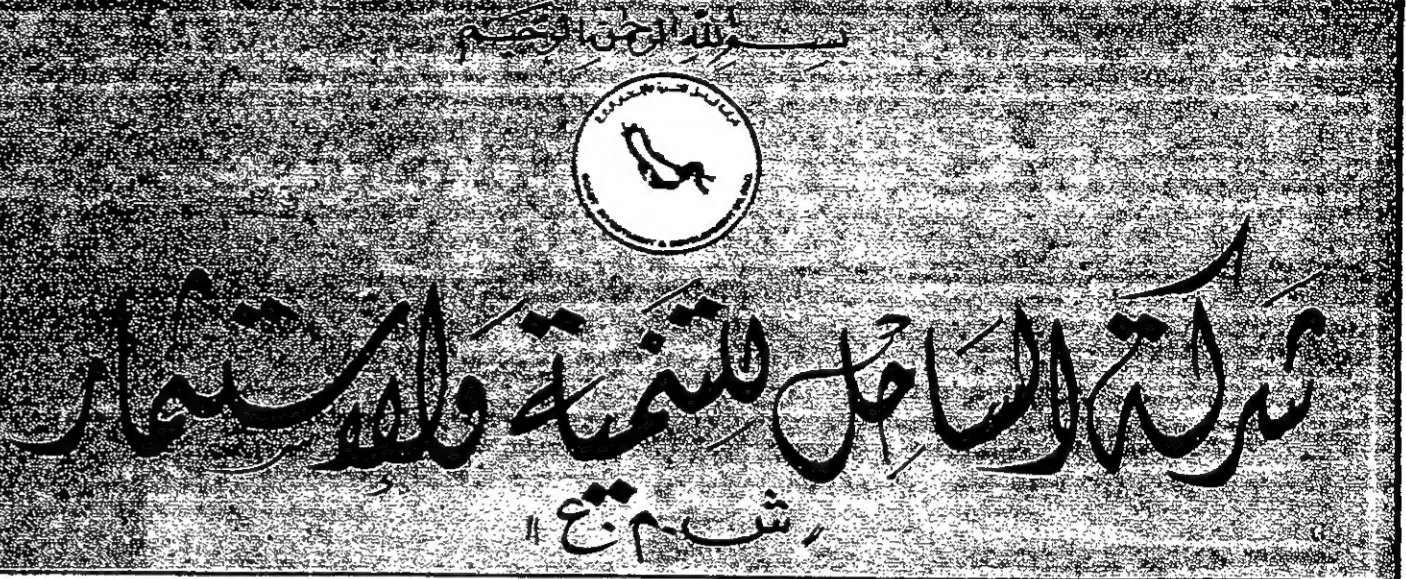 بسم الله الرحمن الرحيم
شركة الساحل للتنمية والاستثمار
"ش.م.ع"